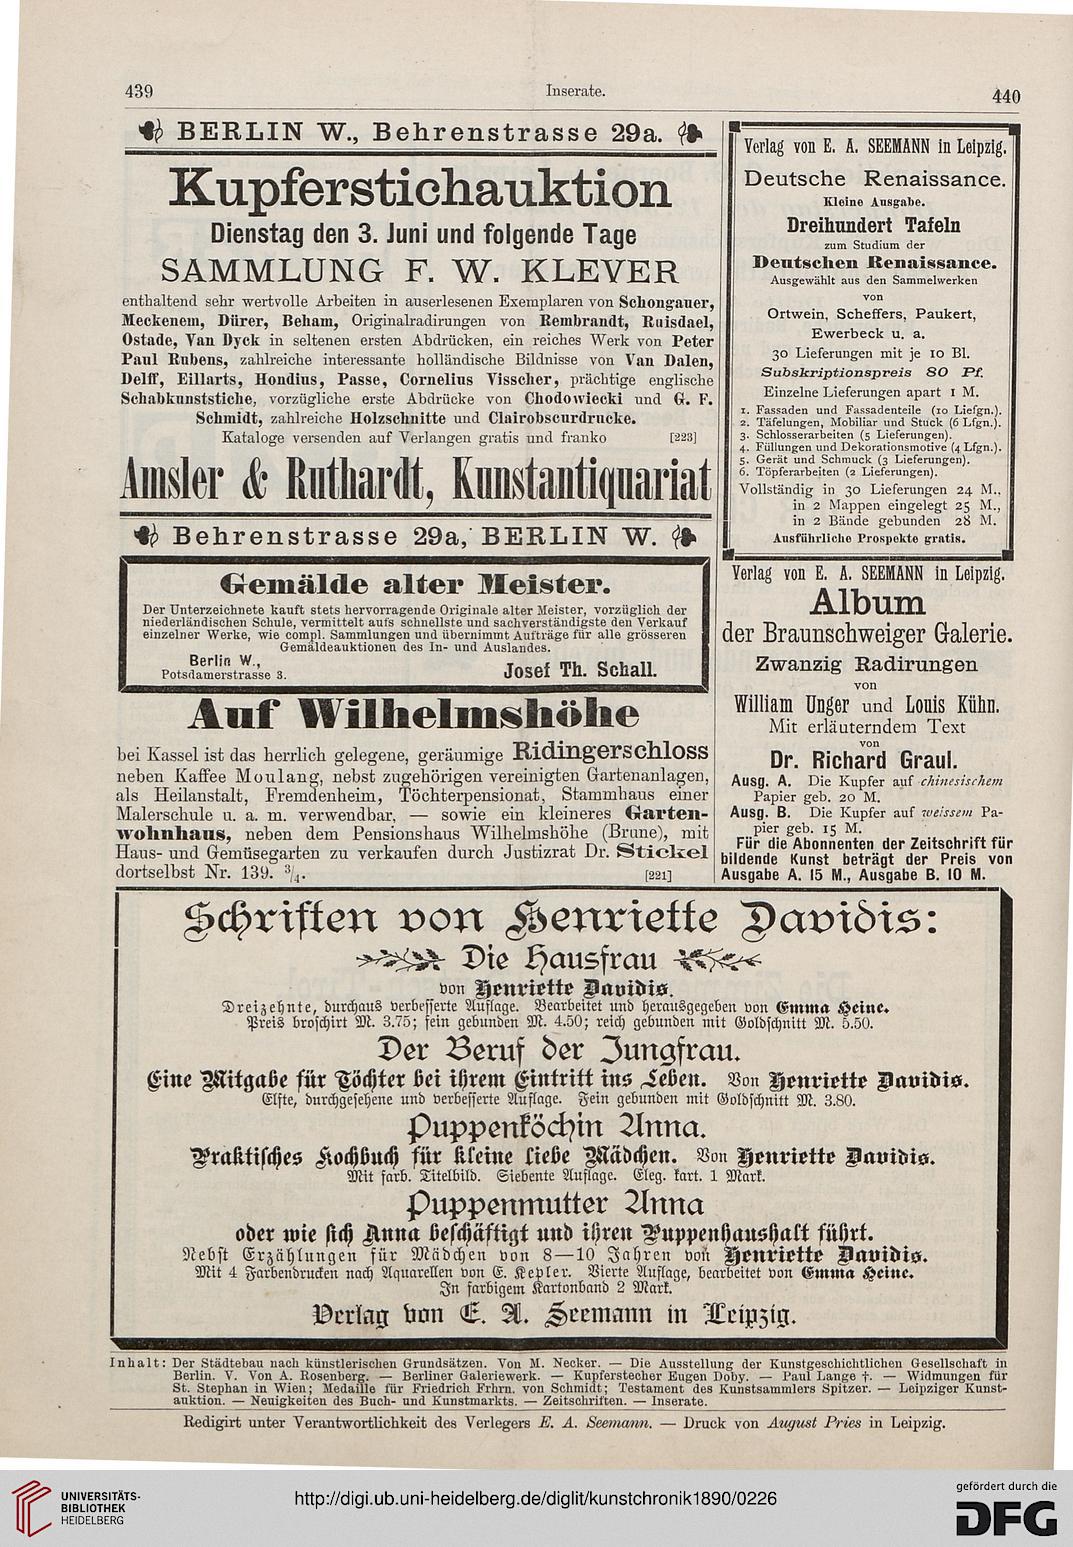 439
Inserate.
440
BERLIN W., Behrenstrasse 29a.
Kupferstichauktion
Dienstag den 3. Juni und folgende Tage
SAMMLUNG F. W. KLEVER
enthaltend sehr wertvolle Arbeiten in auserlesenen Exemplaren von Schongauer,
Meckenem, Dürer, Beham, Originalradirungen von Rembrandt, Ruisdael,
Ostade, Van Dyck in seltenen ersten Abdrücken, ein reiches Werk von Peter
Paul Rubens, zahlreiche interessante holländische Bildnisse von Van Dalen,
Delff, Eillarts, Hondius, Passe, Cornelius Visscher, prächtige englische
Schabkunststiche, vorzügliche erste Abdrücke von Chodowiecki und G. F.
Schmidt, zahlreiche Holzschnitte und Clairobscurdrucke.
Kataloge versenden auf Verlangen gratis und franko [223]
Amsler & Ruthardt, Kunstantiquariat
Behrenstrasse 29a, BERLIN W.
Gemälde alter Meister.
Der Unterzeichnete kauft stets hervorragende Originale alter Meister, vorzüglich der
niederländischen Schule, vermittelt aufs schnellste und sachverständigste den Verkauf
einzelner Werke, wie compl. Sammlungen und übernimmt Aufträge für alle grösseren
Gemäldeauktionen des In- und Auslandes.
Berlin W.,
Potsdamerstrasse 3.
Josef Th. Schall.
Auf Wilhelmshöhe
bei Kassel ist das herrlich gelegene, geräumige Ridingerschloss
neben Kaffee Moulang, nebst zugehörigen vereinigten Gartenanlagen,
als Heilanstalt, Fremdenheim, Töchterpensionat, Stammhaus einer
Malerschule u. a. m. verwendbar, — sowie ein kleineres Garten-
wohnhaus, neben dem Pensionshaus Wilhelmshöhe (Brune), mit
Haus- und Gemüsegarten zu verkaufen durch Justizrat Dr. Stickel
dortselbst Nr. 139. 3/4. [221]
Verlag von E. A. SEEMANN in Leipzig.
Deutsche Renaissance.
Kleine Ausgabe.
Dreihundert Tafeln
zum Studium der
Deutschen Renaissance.
Ausgewählt aus den Sammelwerken
von
Ortwein, Scheffers, Paukert,
Ewerbeck u. a.
30 Lieferungen mit je 10 Bl.
Subskriptionspreis 80 Pf.
Einzelne Lieferungen apart 1 M.
1. Fassaden und Fassadenteile (10 Liefgn.).
2. Täfelungen, Mobiliar und Stuck (6 Lfgn.).
3. Schlosserarbeiten (5 Lieferungen).
4. Füllungen und Dekorationsmotive (4 Lfgn.).
5. Gerät und Schmuck (3 Lieferungen).
6. Töpferarbeiten (2 Lieferungen).
Vollständig in 30 Lieferungen 24 M.,
in 2 Mappen eingelegt 25 M.,
in 2 Bände gebunden 28 M.
Ausführliche Prospekte gratis.
Verlag von E. A. SEEMANN in Leipzig.
Album
der Braunschweiger Galerie.
Zwanzig Radirungen
von
William Unger und Louis Kühn.
Mit erläuterndem Text
von
Dr. Richard Graul.
Ausg. A. Die Kupfer auf chinesischem
Papier geb. 20 M.
Ausg. B. Die Kupfer auf weissem Pa-
pier geb. 15 M.
Für die Abonnenten der Zeitschrift für
bildende Kunst beträgt der Preis von
Ausgabe A. 15 M., Ausgabe B. 10 M.
Schriften von Henriette Davidis:
Die Hausfrau
von Henriette Davidis.
Dreizehnte, durchaus verbesserte Auflage. Bearbeitet und herausgegeben von Emma Heine.
Preis broschirt M. 3.75; fein gebunden M. 4.50; reich gebunden mit Goldschnitt M. 5.50.
Der Beruf der Jungfrau.
Eine Mitgabe für Töchter bei ihrem Eintritt ins Leben. Von Henriette Davidis.
Elfte, durchgesehene und verbesserte Auflage. Fein gebunden mit Goldschnitt M. 3.80.
Puppenköchin Anna.
Praktisches Kochbuch für kleine liebe Mädchen. Von Henriette Davidis.
Mit farb. Titelbild. Siebente Auflage. Eleg. kart. 1 Mark.
Puppenmutter Anna
oder wie sich Anna beschäftigt und ihren Puppenhaushalt führt.
Nebst Erzählungen für Mädchen von 8—10 Jahren von Henriette Davidis.
Mit 4 Farbendrucken nach Aquarellen von E. Kepler. Vierte Auflage, bearbeitet von Emma Heine.
In farbigem Kartonband 2 Mark.
Verlag von E. A. Seemann in Leipzig.
Inhalt: Der Städtebau nach künstlerischen Grundsätzen. Von M. Necker. — Die Ausstellung der Kunstgeschichtlichen Gesellschaft in
Berlin. V. Von A. Rosenberg. — Berliner Galeriewerk. — Kupferstecher Eugen Doby. — Paul Lange †. — Widmungen für
St. Stephan in Wien; Medaille für Friedrich Frhrn. von Schmidt; Testament des Kunstsammlers Spitzer. — Leipziger Kunst-
auktion. — Neuigkeiten des Buch- und Kunstmarkts. — Zeitschriften. — Inserate.
Redigirt unter Verantwortlichkeit des Verlegers E. A. Seemann. — Druck von August Pries in Leipzig.
UNIVERSITÄTS-
BIBLIOTHEK
HEIDELBERG
http://digi.ub.uni-heidelberg.de/diglit/kunstchronik1890/0226
gefördert durch die
DFG